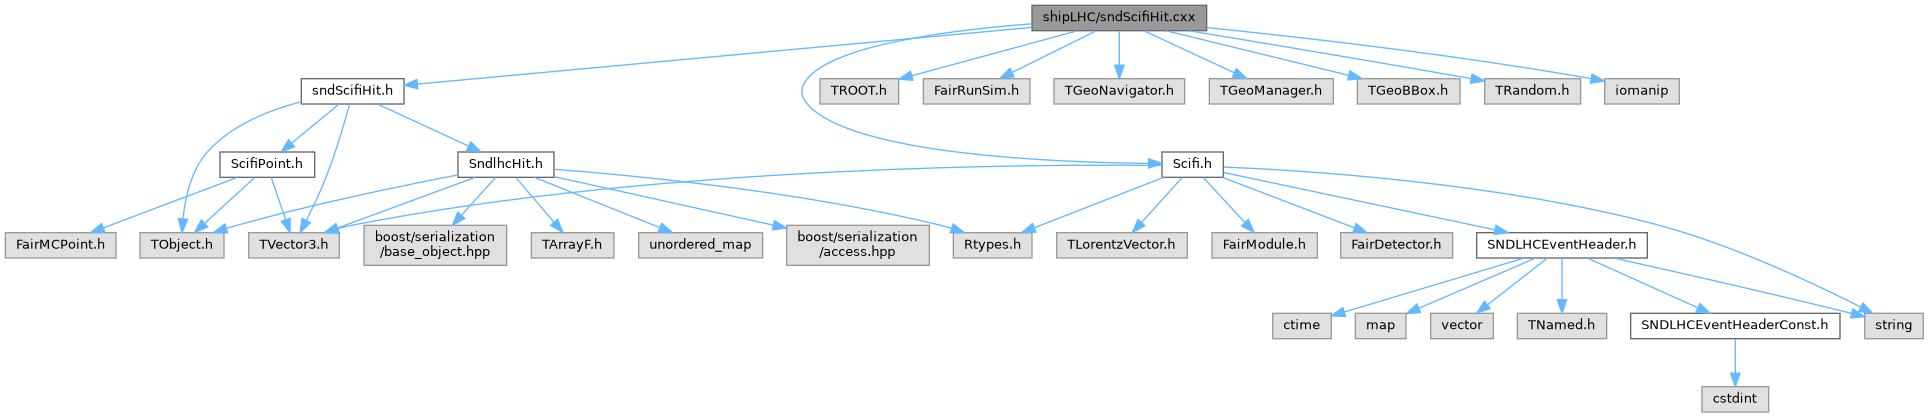 shipLHC/sndScifiHit.cxx
sndScifiHit.h
TROOT.h
FairRunSim.h
TGeoNavigator.h
TGeoManager.h
TGeoBBox.h
TRandom.h
iomanip
ScifiPoint.h
SndlhcHit.h
Scifi.h
FairMCPoint.h
TObject.h
TVector3.h
boost/serialization
/base_object.hpp
TArrayF.h
unordered_map
boost/serialization
/access.hpp
Rtypes.h
TLorentzVector.h
FairModule.h
FairDetector.h
SNDLHCEventHeader.h
ctime
map
vector
TNamed.h
SNDLHCEventHeaderConst.h
string
cstdint